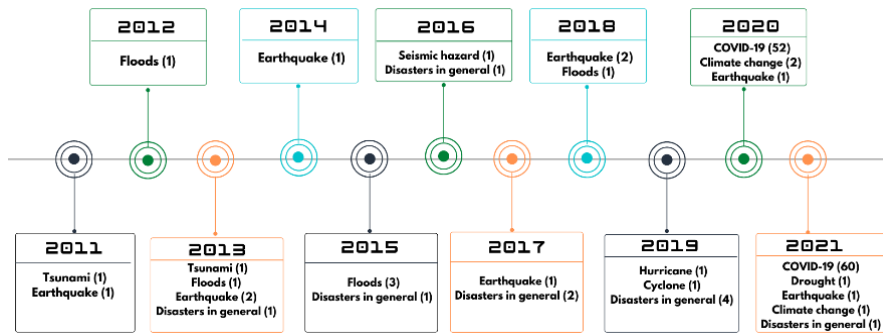 2012
Floods (1)
2014
Earthquake (1)
2016
Seismic hazard (1)
Disasters in general (1)
2018
Earthquake (2)
Floods (1)
2020
COVID-19 (52)
Climate change (2)
Earthquake (1)
2011
Tsunami (1)
Earthquake (1)
2013
Tsunami (1)
Floods (1)
Earthquake (2)
Disasters in general (1)
2015
Floods (3)
Disasters in general (1)
2017
Earthquake (1)
Disasters in general (2)
2019
Hurricane (1)
Cyclone (1)
Disasters in general (4)
2021
COVID-19 (60)
Drought (1)
Earthquake (1)
Climate change (1)
Disasters in general (1)